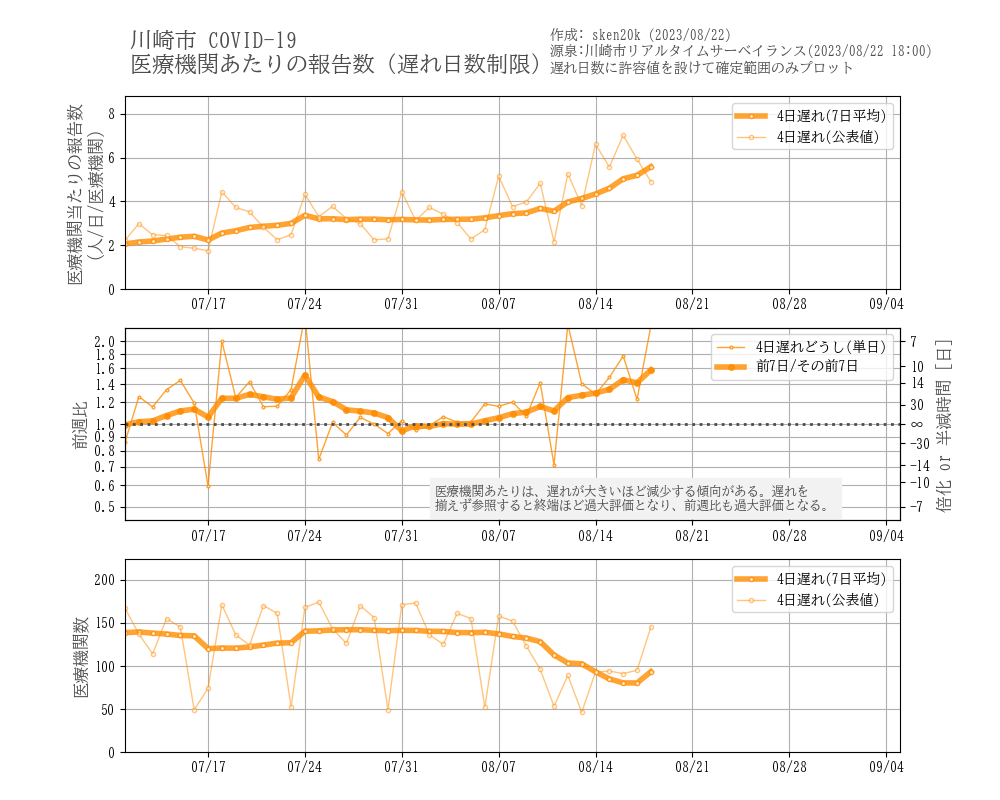 川崎市 COVID-19
医療機関あたりの報告数 (遅れ日数制限)
作成: sken20k (2023/08/22)
源泉:川崎市リアルタイムサーベイランス(2023/08/22 18:00)
遅れ日数に許容値を設けて確定範囲のみプロット
医療機関当たりの報告数
(人/日/医療機関)
8
6
4
2
0
4日遅れ(7日平均)
4日遅れ(公表値)
07/17 07/24 07/31 08/07 08/14 08/21 08/28 09/04
前週比
2.0
1.8
1.6
1.4
1.2
1.0
0.9
0.8
0.7
0.6
0.5
4日遅れどうし(単日)
前7日/その前7日
7
10
14
30
∞
-30
-14
-10
-7
倍化 or 半減時間 [日]
医療機関あたりは、遅れが大きいほど減少する傾向がある。遅れを
揃えず参照すると終端ほど過大評価となり、前週比も過大評価となる。
07/17 07/24 07/31 08/07 08/14 08/21 08/28 09/04
医療機関数
200
150
100
50
0
4日遅れ(7日平均)
4日遅れ(公表値)
07/17 07/24 07/31 08/07 08/14 08/21 08/28 09/04